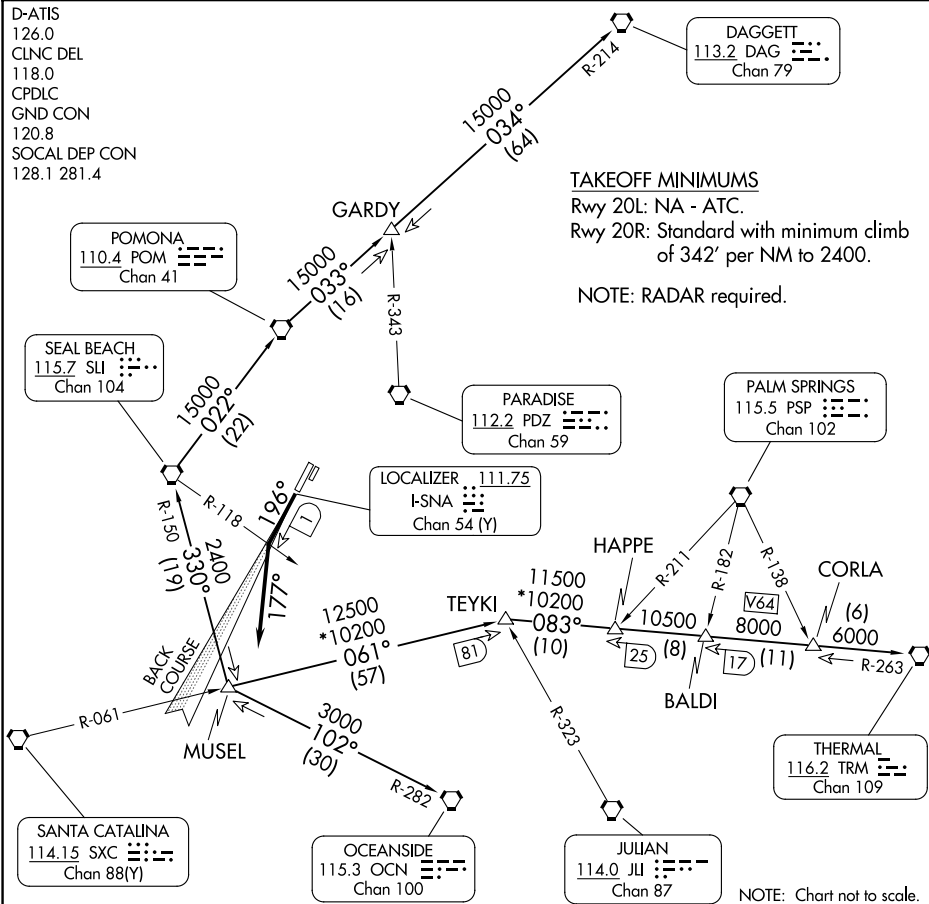 D-ATIS
126.0
CLNC DEL
118.0
CPDLC
GND CON
120.8
SOCAL DEP CON
128.1 281.4
DAGGETT
113.2 DAG
Chan 79
R-214
15000
034°
(64)
TAKEOFF MINIMUMS
Rwy 20L: NA - ATC.
Rwy 20R: Standard with minimum climb
of 342' per NM to 2400.
NOTE: RADAR required.
GARDY
POMONA
110.4 POM
Chan 41
15000
033°
(16)
R-343
SEAL BEACH
115.7 SLI
Chan 104
15000
022°
(22)
PARADISE
112.2 PDZ
Chan 59
PALM SPRINGS
115.5 PSP
Chan 102
LOCALIZER 111.75
I-SNA
Chan 54 (Y)
R-118
196°
1
R-150
2400
330°
(19)
177°
HAPPE
R-211
R-182
R-138
CORLA
TEYKI
11500
*10200
083°
(10)
10500
(8)
V64
8000
(11)
(6)
6000
R-263
12500
*10200
061°
(57)
81
25
17
BALDI
BACK
COURSE
R-061
MUSEL
3000
102°
(30)
R-282
R-323
THERMAL
116.2 TRM
Chan 109
SANTA CATALINA
114.15 SXC
Chan 88(Y)
OCEANSIDE
115.3 OCN
Chan 100
JULIAN
114.0 JLI
Chan 87
NOTE: Chart not to scale.